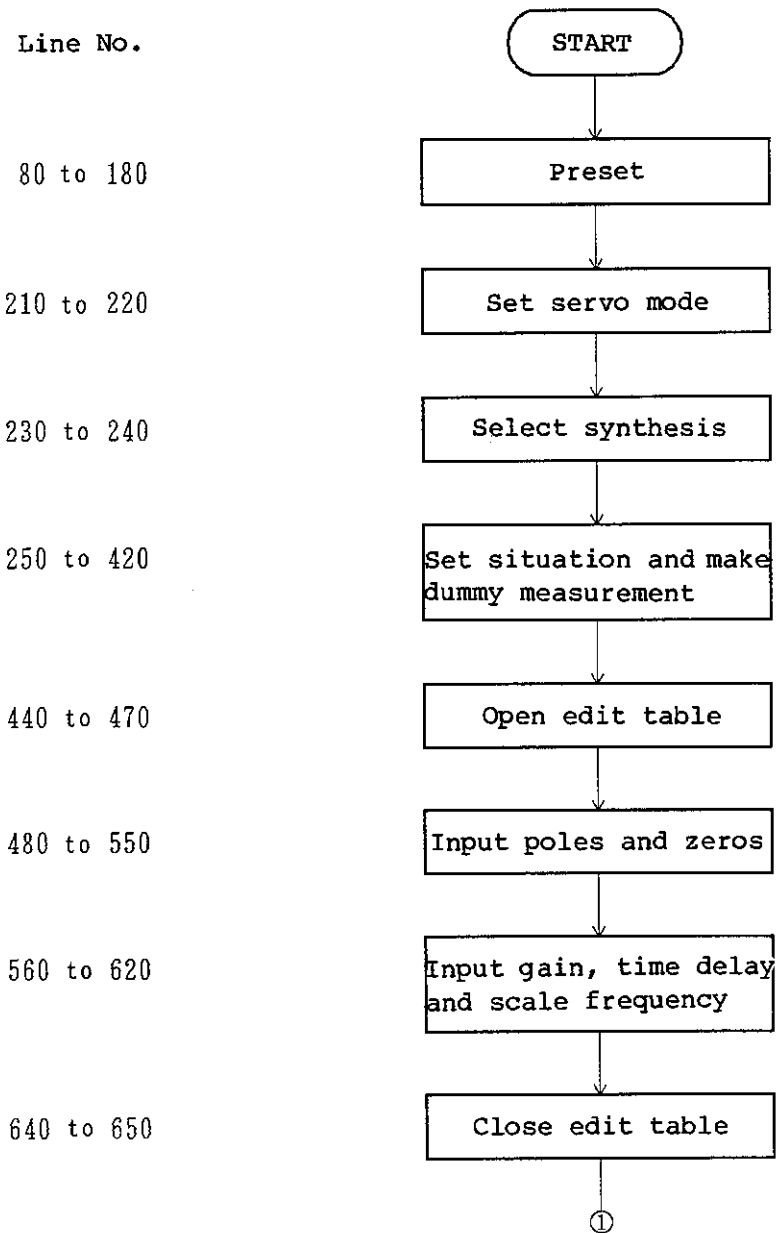 Line No.
START
80 to 180
Preset
210 to 220
Set servo mode
230 to 240
Select synthesis
250 to 420
Set situation and make
dummy measurement
440 to 470
Open edit table
480 to 550
Input poles and zeros
560 to 620
Input gain, time delay
and scale frequency
640 to 650
Close edit table
①